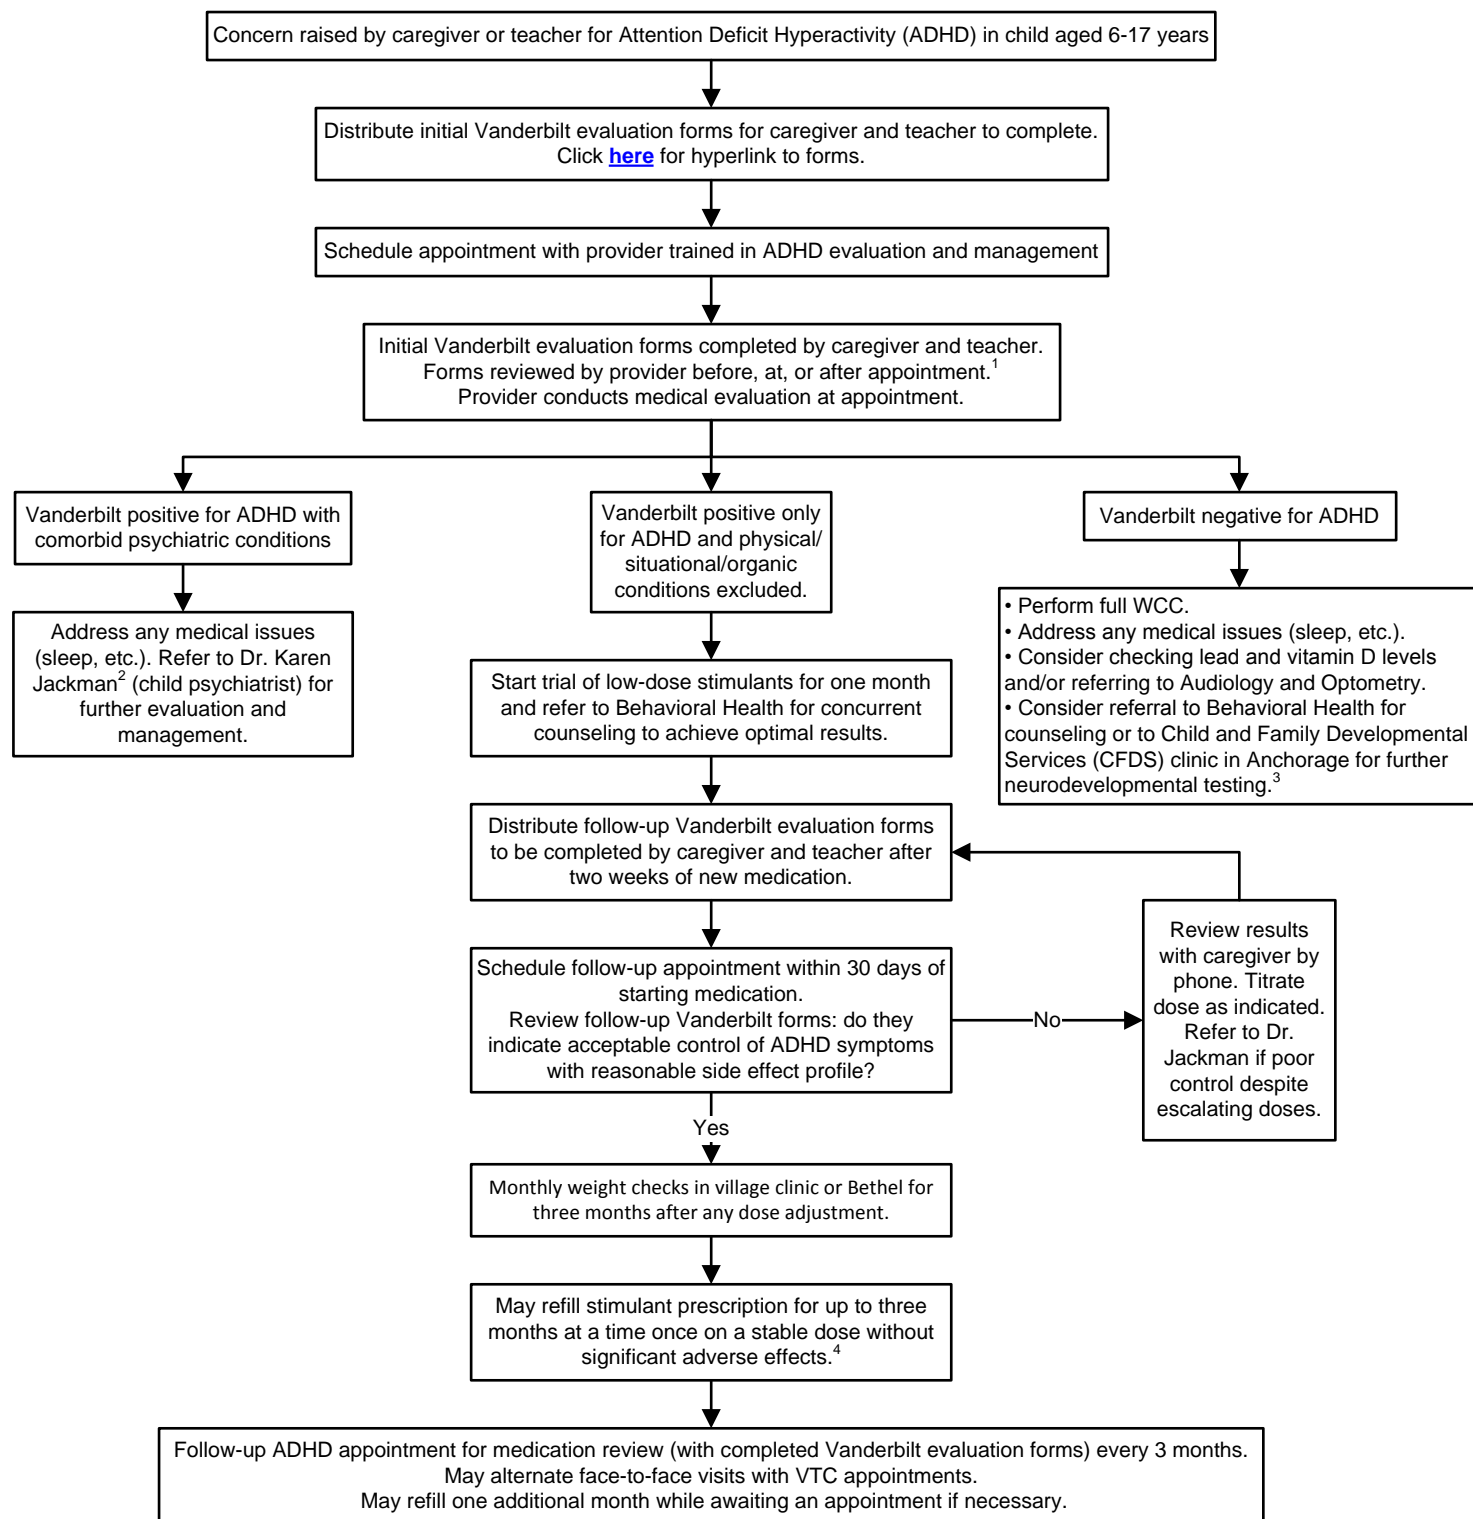 Concern raised by caregiver or teacher for Attention Deficit Hyperactivity (ADHD) in child aged 6-17 years
Distribute initial Vanderbilt evaluation forms for caregiver and teacher to complete.
Click here for hyperlink to forms.
Schedule appointment with provider trained in ADHD evaluation and management
Initial Vanderbilt evaluation forms completed by caregiver and teacher.
Forms reviewed by provider before, at, or after appointment.1
Provider conducts medical evaluation at appointment.
Vanderbilt positive for ADHD with
comorbid psychiatric conditions
Address any medical issues
(sleep, etc.). Refer to Dr. Karen
Jackman2 (child psychiatrist) for
further evaluation and
management.
Vanderbilt positive only
for ADHD and physical/
situational/organic
conditions excluded.
Vanderbilt negative for ADHD
• Perform full WCC.
• Address any medical issues (sleep, etc.).
• Consider checking lead and vitamin D levels
and/or referring to Audiology and Optometry.
• Consider referral to Behavioral Health for
counseling or to Child and Family Developmental
Services (CFDS) clinic in Anchorage for further
neurodevelopmental testing.3
Start trial of low-dose stimulants for one month
and refer to Behavioral Health for concurrent
counseling to achieve optimal results.
Distribute follow-up Vanderbilt evaluation forms
to be completed by caregiver and teacher after
two weeks of new medication.
Schedule follow-up appointment within 30 days of
starting medication.
Review follow-up Vanderbilt forms: do they
indicate acceptable control of ADHD symptoms
with reasonable side effect profile?
No
Review results
with caregiver by
phone. Titrate
dose as indicated.
Refer to Dr.
Jackman if poor
control despite
escalating doses.
Yes
Monthly weight checks in village clinic or Bethel for
three months after any dose adjustment.
May refill stimulant prescription for up to three
months at a time once on a stable dose without
significant adverse effects.4
Follow-up ADHD appointment for medication review (with completed Vanderbilt evaluation forms) every 3 months.
May alternate face-to-face visits with VTC appointments.
May refill one additional month while awaiting an appointment if necessary.